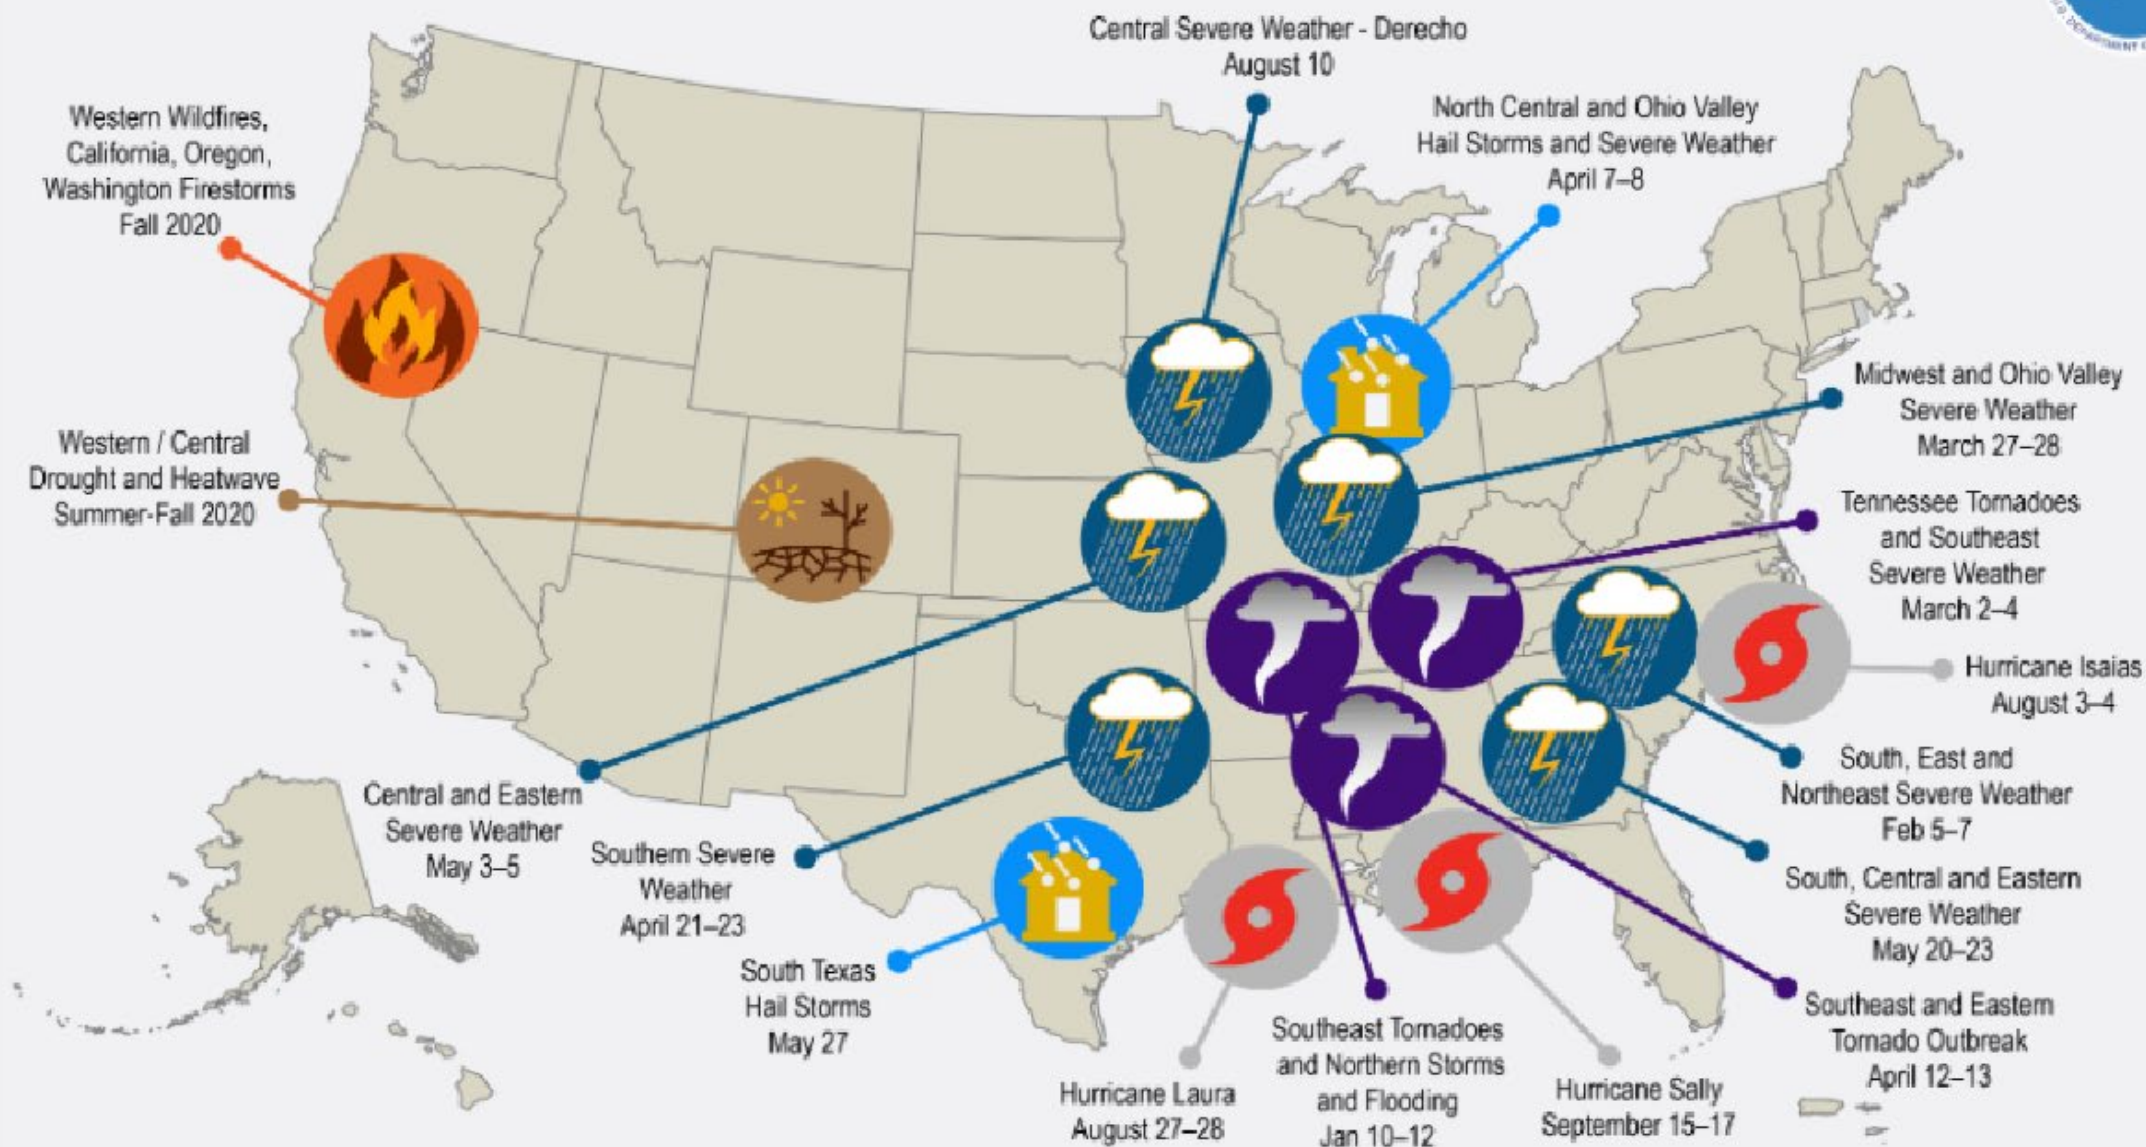 Central Severe Weather - Derecho
August 10
North Central and Ohio Valley
Hail Storms and Severe Weather
April 7–8
Western Wildfires,
California, Oregon,
Washington Firestorms
Fall 2020
Midwest and Ohio Valley
Severe Weather
March 27–28
Western / Central
Drought and Heatwave
Summer-Fall 2020
Tennessee Tornadoes
and Southeast
Severe Weather
March 2–4
Hurricane Isaias
August 3–4
South, East and
Northeast Severe Weather
Feb 5–7
Central and Eastern
Severe Weather
May 3–5
Southern Severe
Weather
April 21–23
South, Central and Eastern
Severe Weather
May 20–23
South Texas
Hail Storms
May 27
Southeast and Eastern
Tornado Outbreak
April 12–13
Hurricane Laura
August 27–28
Southeast Tornadoes
and Northern Storms
and Flooding
Jan 10–12
Hurricane Sally
September 15–17